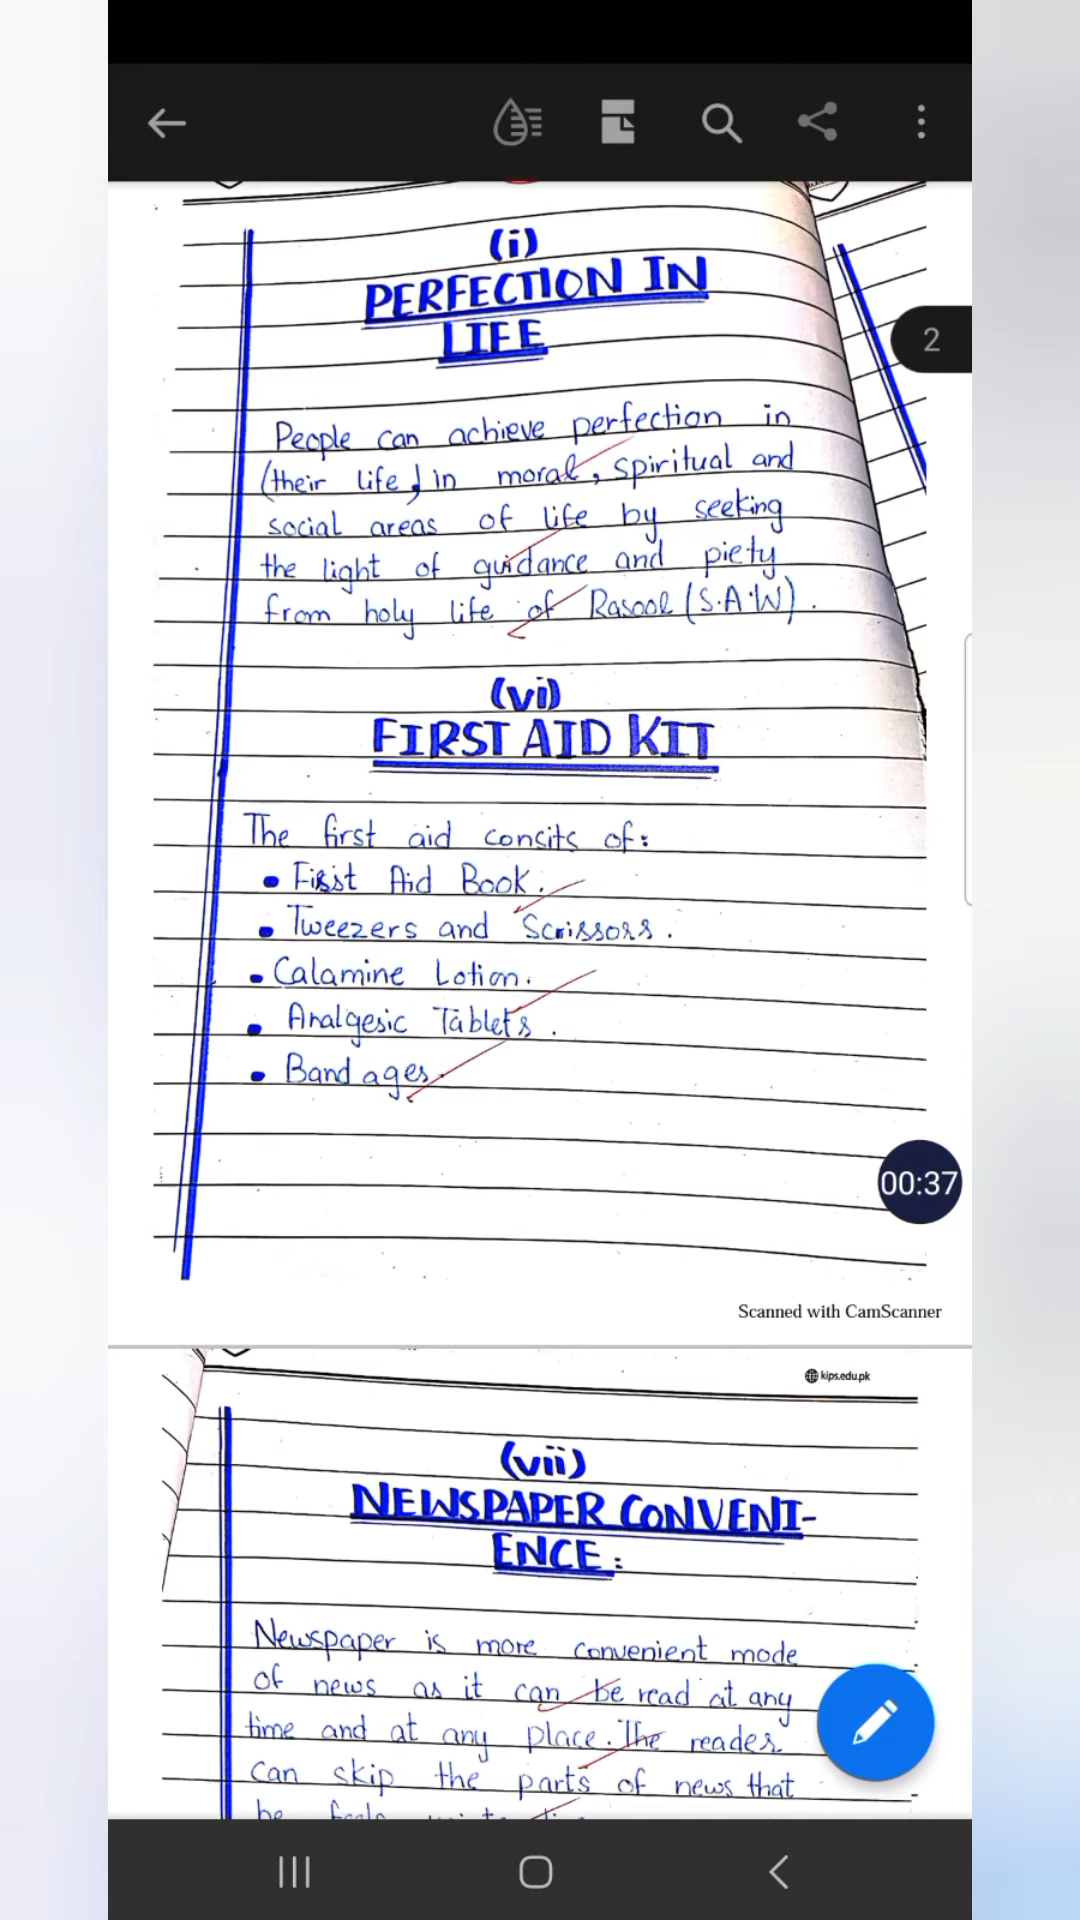 2
(i)
PERFECTION IN
LIFE
People can achieve perfection in
(their life) in moral, spiritual and
social areas of life by seeking
the light of guidance and piety
from holy life of Rasool (S.A.W).
(vi)
FIRST AID KIT
The first aid consits of:
• First Aid Book.
• Tweezers and Scissors.
• Calamine Lotion.
• Analgesic Tablets.
• Bandages.
00:37
Scanned with CamScanner
kips.edu.pk
(vii)
NEWSPAPER CONVENI-
ENCE:
Newspaper is more convenient mode
of news as it can be read at any
time and at any place. The reader
can skip the parts of news that
he feels